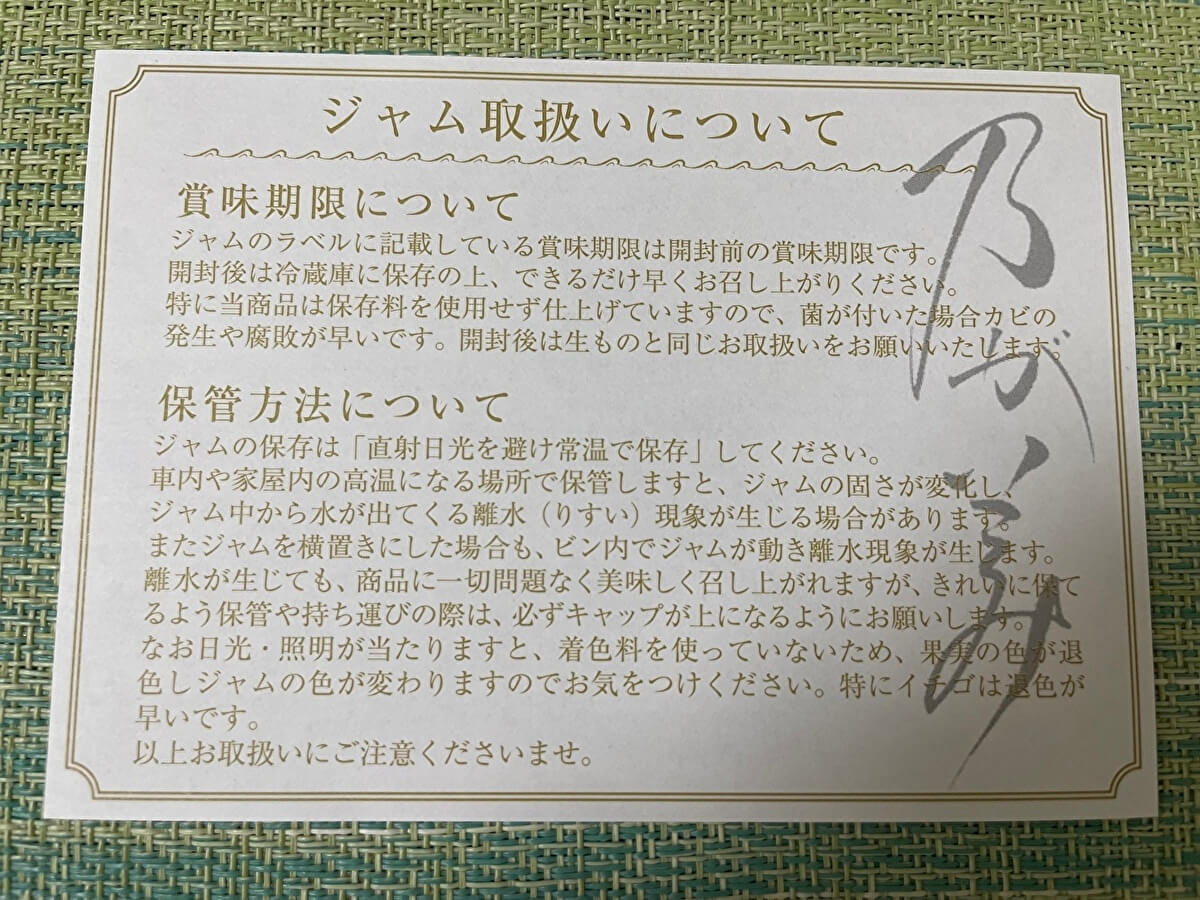 ジャム取扱いについて
賞味期限について
ジャムのラベルに記載している賞味期限は開封前の賞味期限です。
開封後は冷蔵庫に保存の上、できるだけ早くお召し上がりください。
特に当商品は保存料を使用せず仕上げていますので、菌が付いた場合カビの
発生や腐敗が早いです。開封後は生ものと同じお取扱いをお願いいたします。
保管方法について
ジャムの保存は「直射日光を避け常温で保存」してください。
車内や家屋内の高温になる場所で保管しますと、ジャムの固さが変化し、
ジャム中から水が出てくる離水（りすい）現象が生じる場合があります。
またジャムを横置きにした場合も、ビン内でジャムが動き離水現象が生じます。
離水が生じても、商品に一切問題なく美味しく召し上がれますが、きれいに保て
るよう保管や持ち運びの際は、必ずキャップが上になるようにお願いします。
なお日光・照明が当たりますと、着色料を使っていないため、果実の色が退
色しジャムの色が変わりますのでお気をつけください。特にイチゴは退色が
早いです。
以上お取扱いにご注意くださいませ。
乃が美